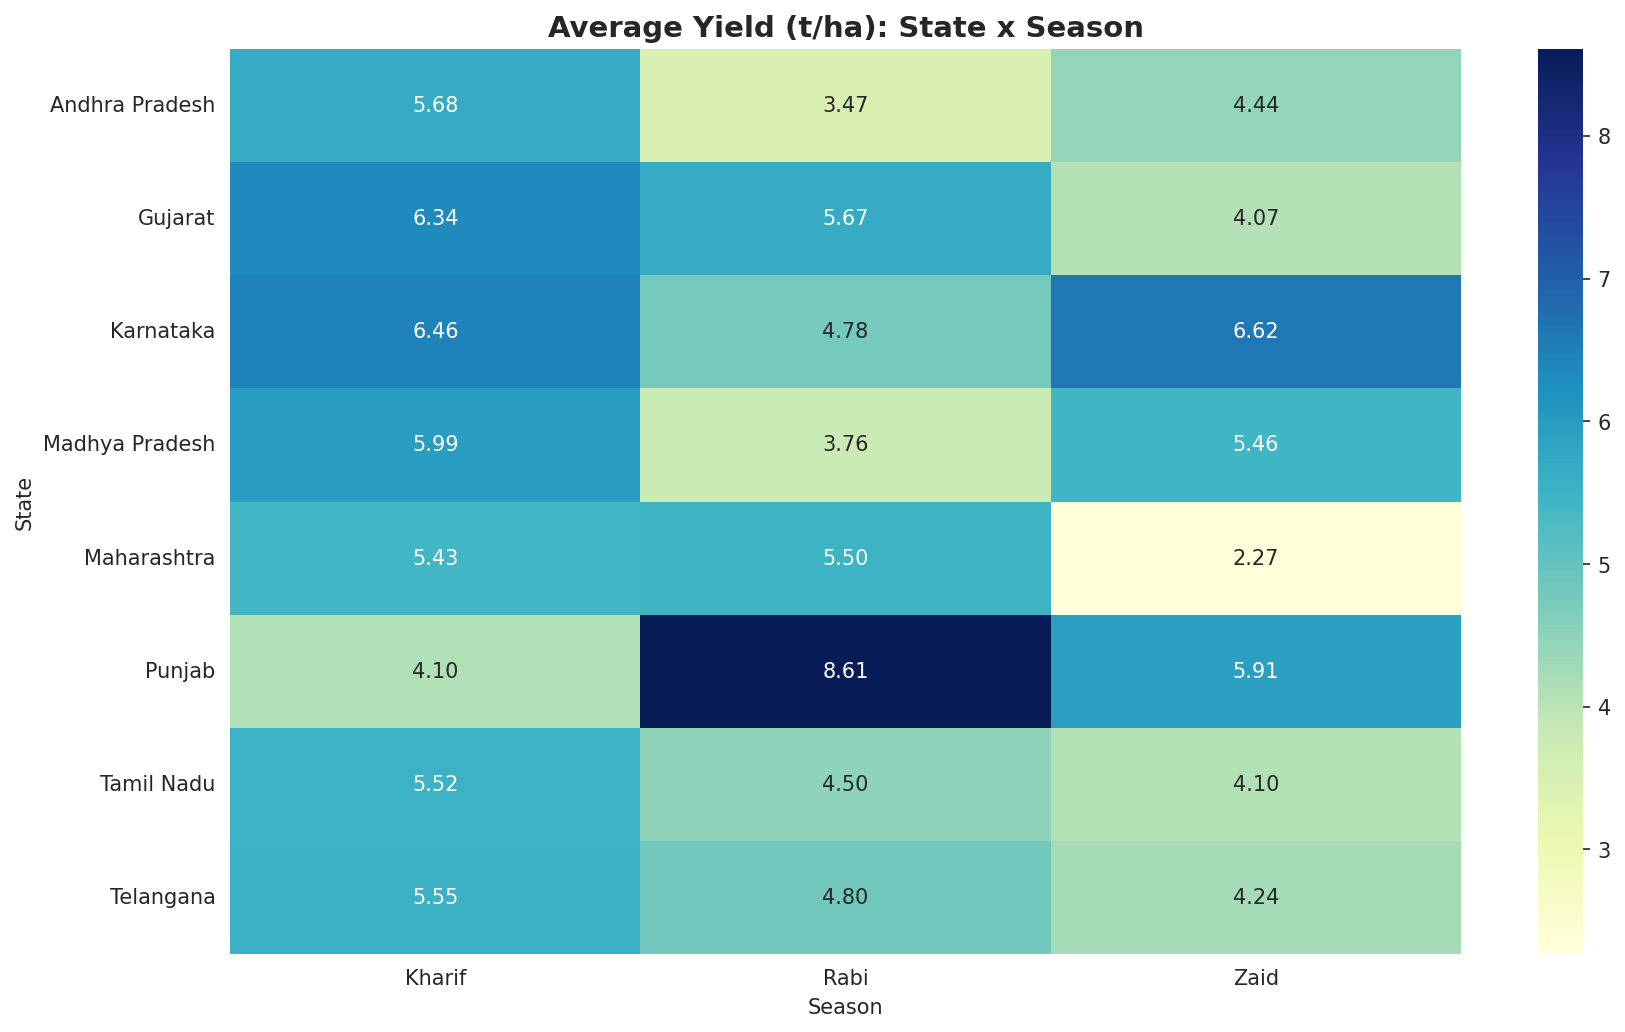 Average Yield (t/ha): State x Season
Andhra Pradesh 5.68 3.47 4.44
Gujarat 6.34 5.67 4.07
Karnataka 6.46 4.78 6.62
Madhya Pradesh 5.99 3.76 5.46
Maharashtra 5.43 5.50 2.27
Punjab 4.10 8.61 5.91
Tamil Nadu 5.52 4.50 4.10
Telangana 5.55 4.80 4.24
Kharif Rabi Zaid
Season
State
8
7
6
5
4
3